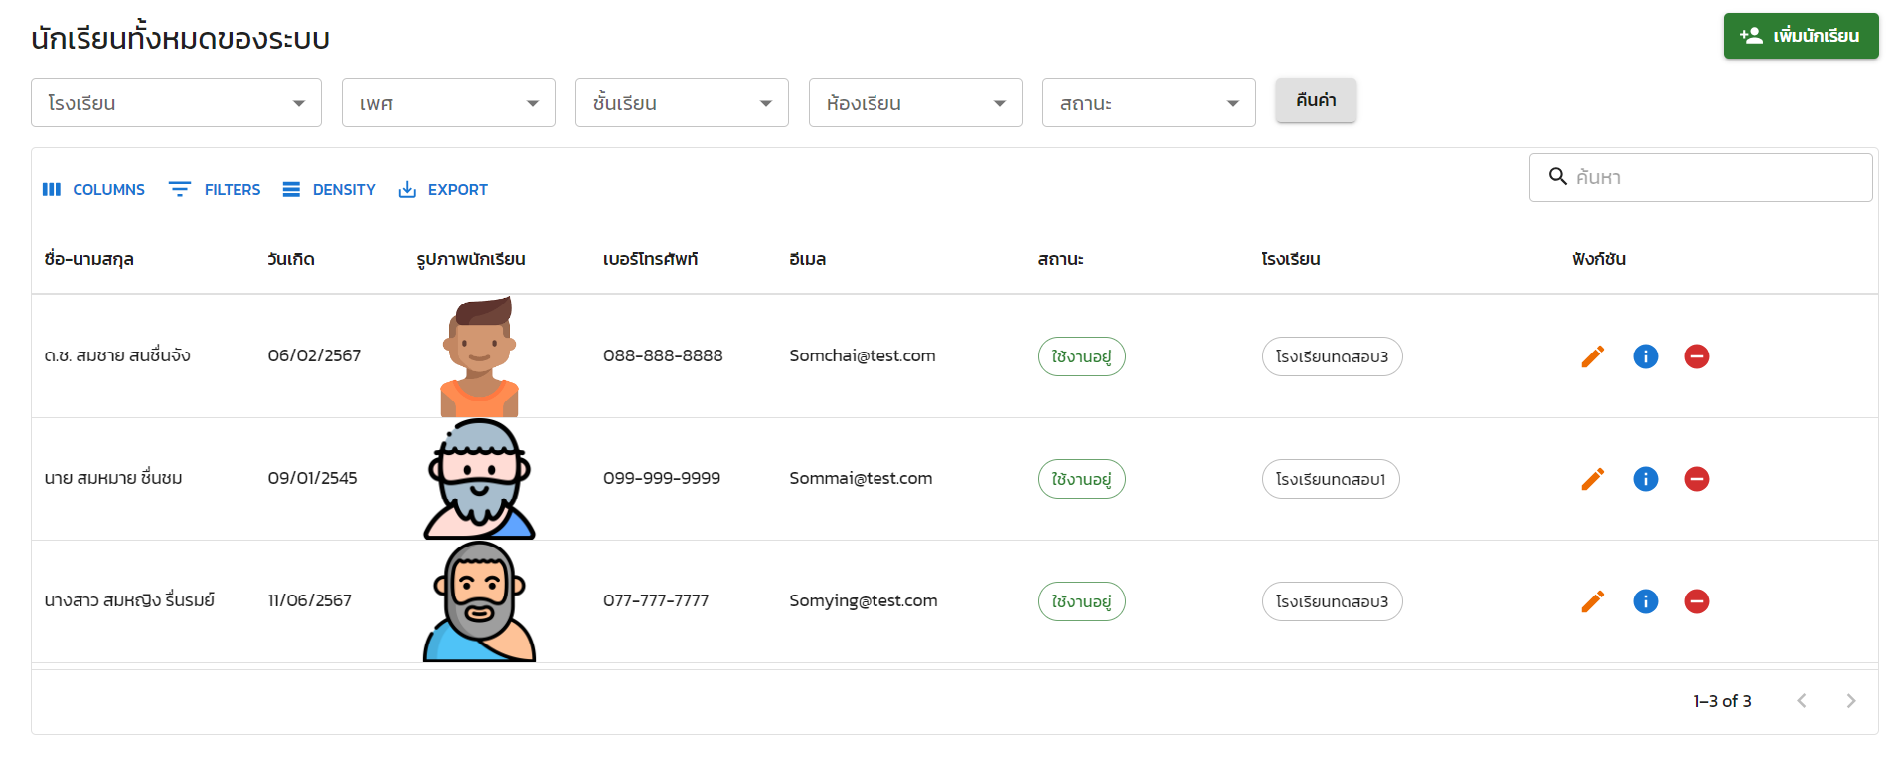 นักเรียนทั้งหมดของระบบ
เพิ่มนักเรียน
โรงเรียน เพศ ชั้นเรียน ห้องเรียน สถานะ คืนค่า
COLUMNS FILTERS DENSITY EXPORT ค้นหา
ชื่อ-นามสกุล วันเกิด รูปภาพนักเรียน เบอร์โทรศัพท์ อีเมล สถานะ โรงเรียน ฟังก์ชัน
ด.ช. สมชาย สนชื่นจัง 06/02/2567 088-888-8888 Somchai@test.com ใช้งานอยู่ โรงเรียนทดสอบ3
นาย สมหมาย ชื่นชม 09/01/2545 099-999-9999 Sommai@test.com ใช้งานอยู่ โรงเรียนทดสอบ1
นางสาว สมหญิง รื่นรมย์ 11/06/2567 077-777-7777 Somying@test.com ใช้งานอยู่ โรงเรียนทดสอบ3
1–3 of 3